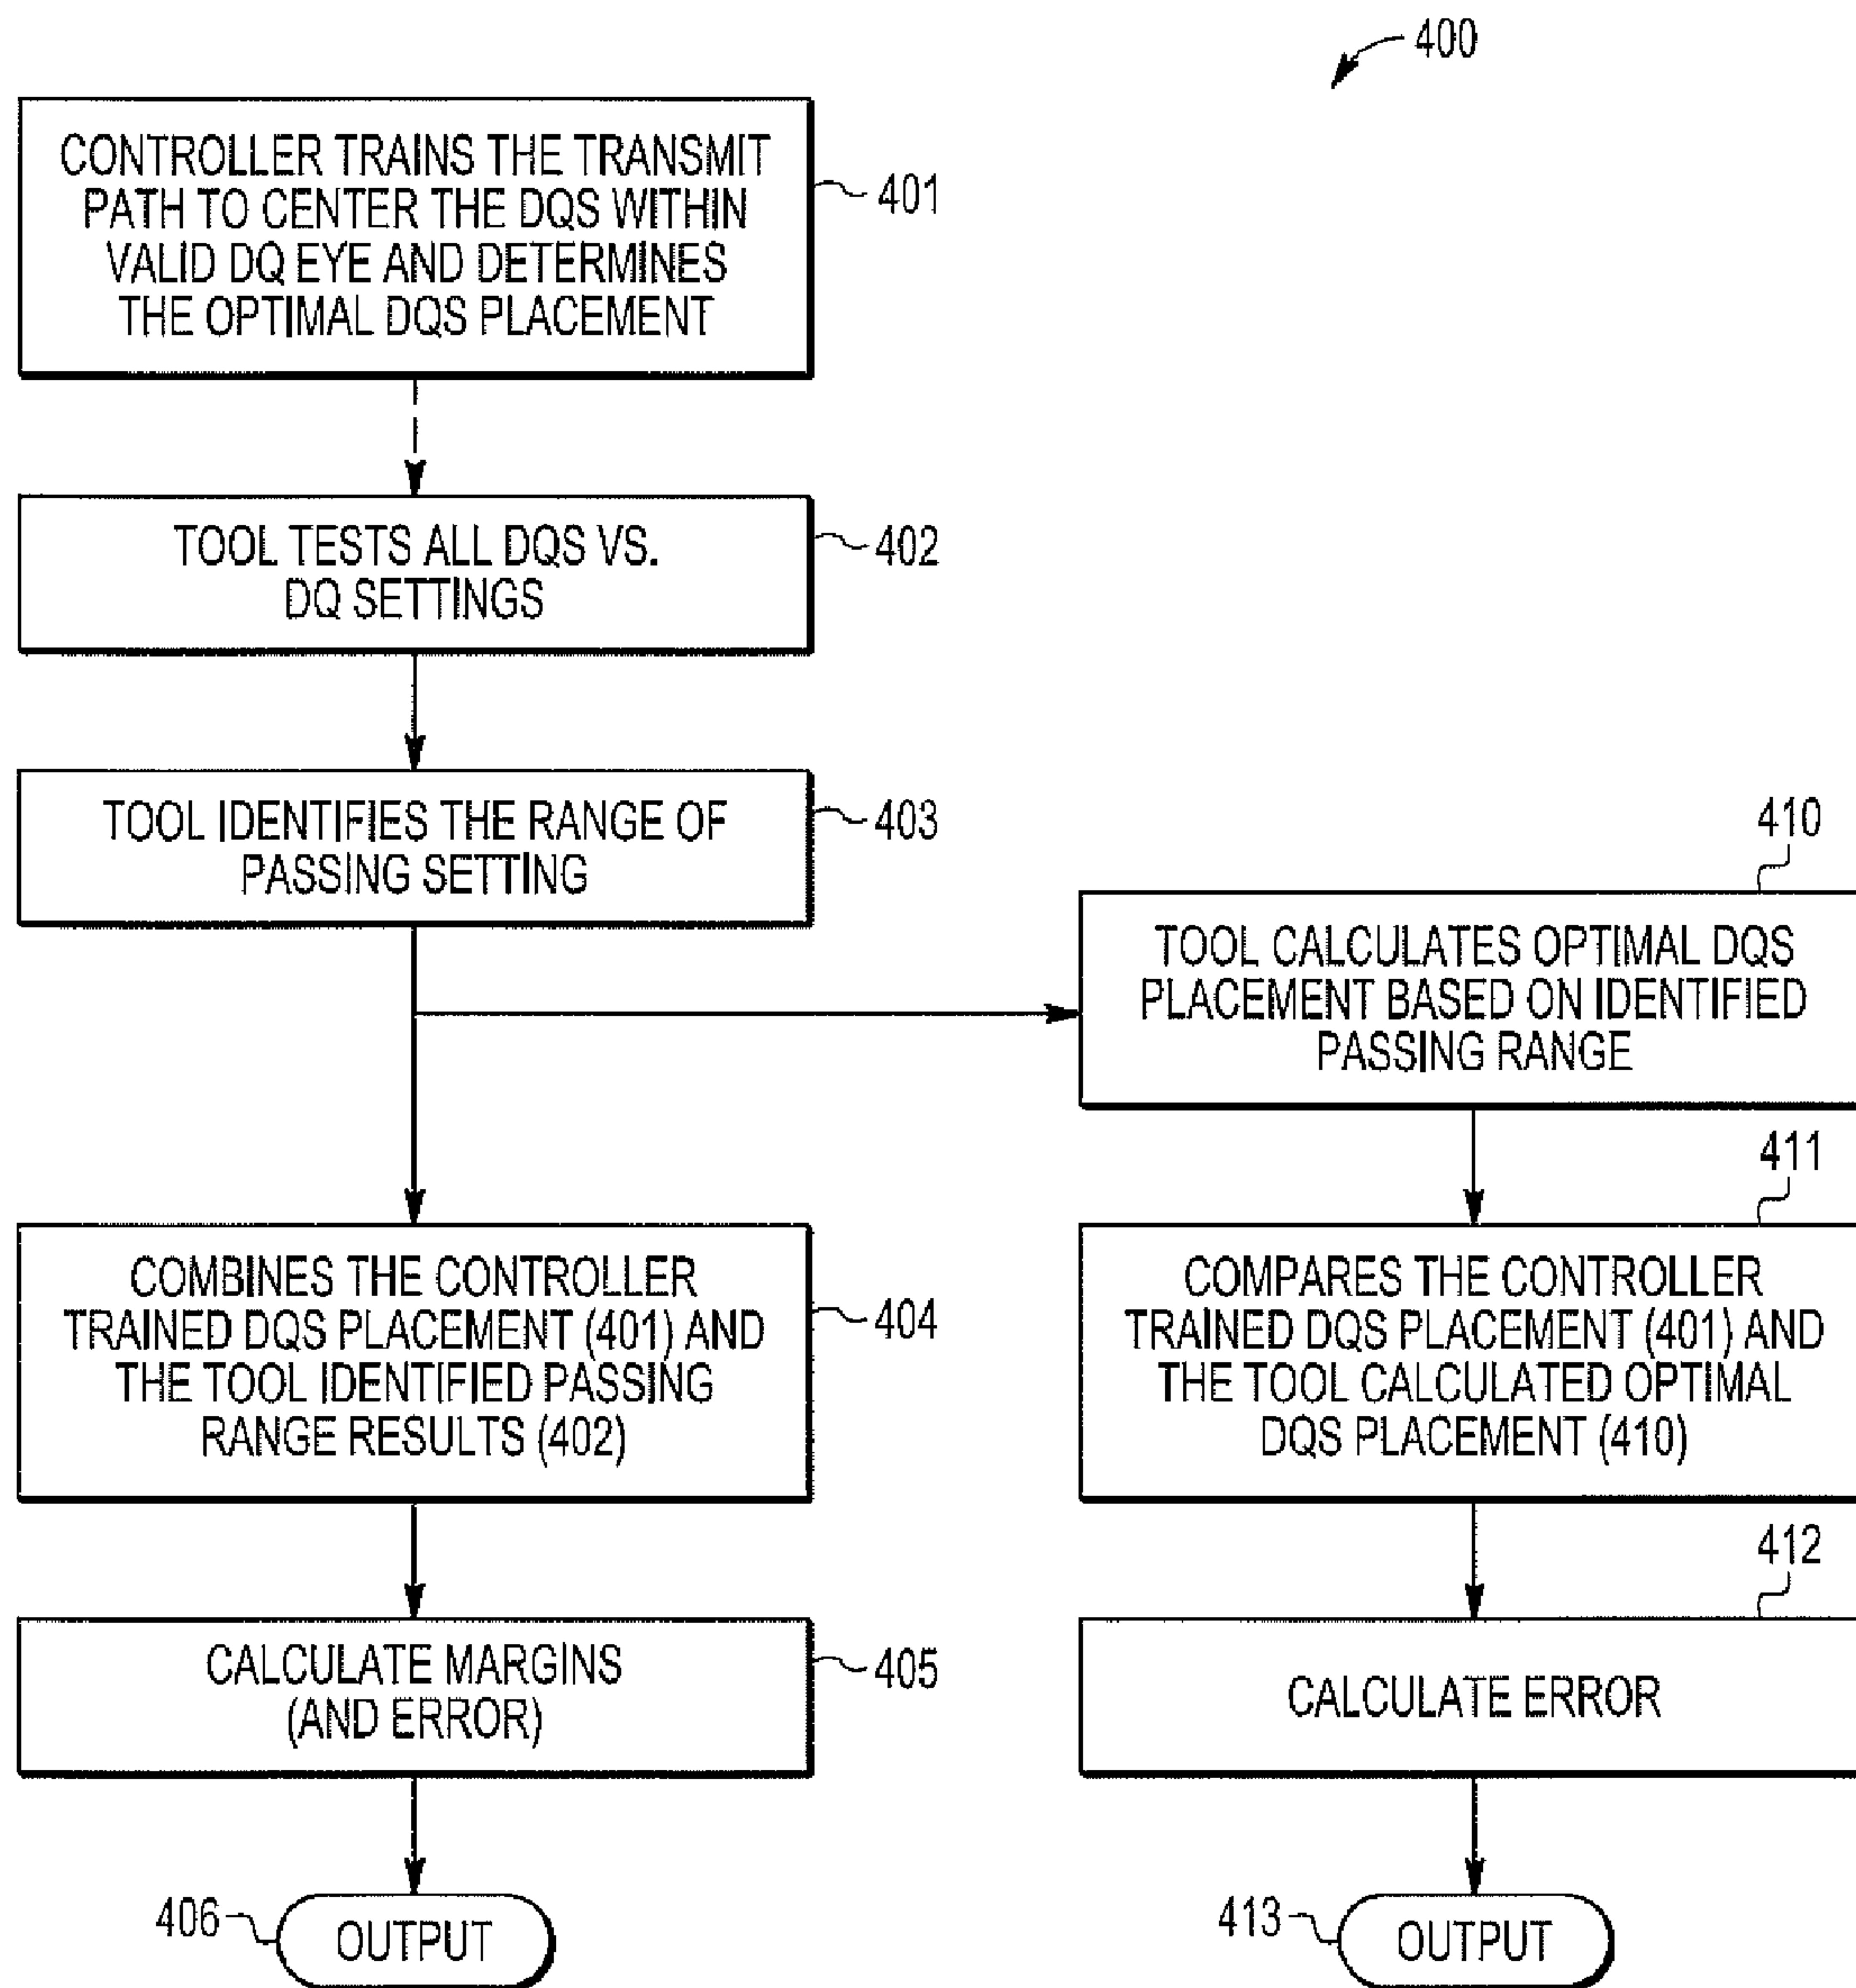 400
CONTROLLER TRAINS THE TRANSMIT
PATH TO CENTER THE DQS WITHIN
VALID DQ EYE AND DETERMINES
THE OPTIMAL DQS PLACEMENT
401
TOOL TESTS ALL DQS VS.
DQ SETTINGS
402
TOOL IDENTIFIES THE RANGE OF
PASSING SETTING
403
COMBINES THE CONTROLLER
TRAINED DQS PLACEMENT (401) AND
THE TOOL IDENTIFIED PASSING
RANGE RESULTS (402)
404
CALCULATE MARGINS
(AND ERROR)
405
406
OUTPUT
410
TOOL CALCULATES OPTIMAL DQS
PLACEMENT BASED ON IDENTIFIED
PASSING RANGE
411
COMPARES THE CONTROLLER
TRAINED DQS PLACEMENT (401) AND
THE TOOL CALCULATED OPTIMAL
DQS PLACEMENT (410)
412
CALCULATE ERROR
413
OUTPUT